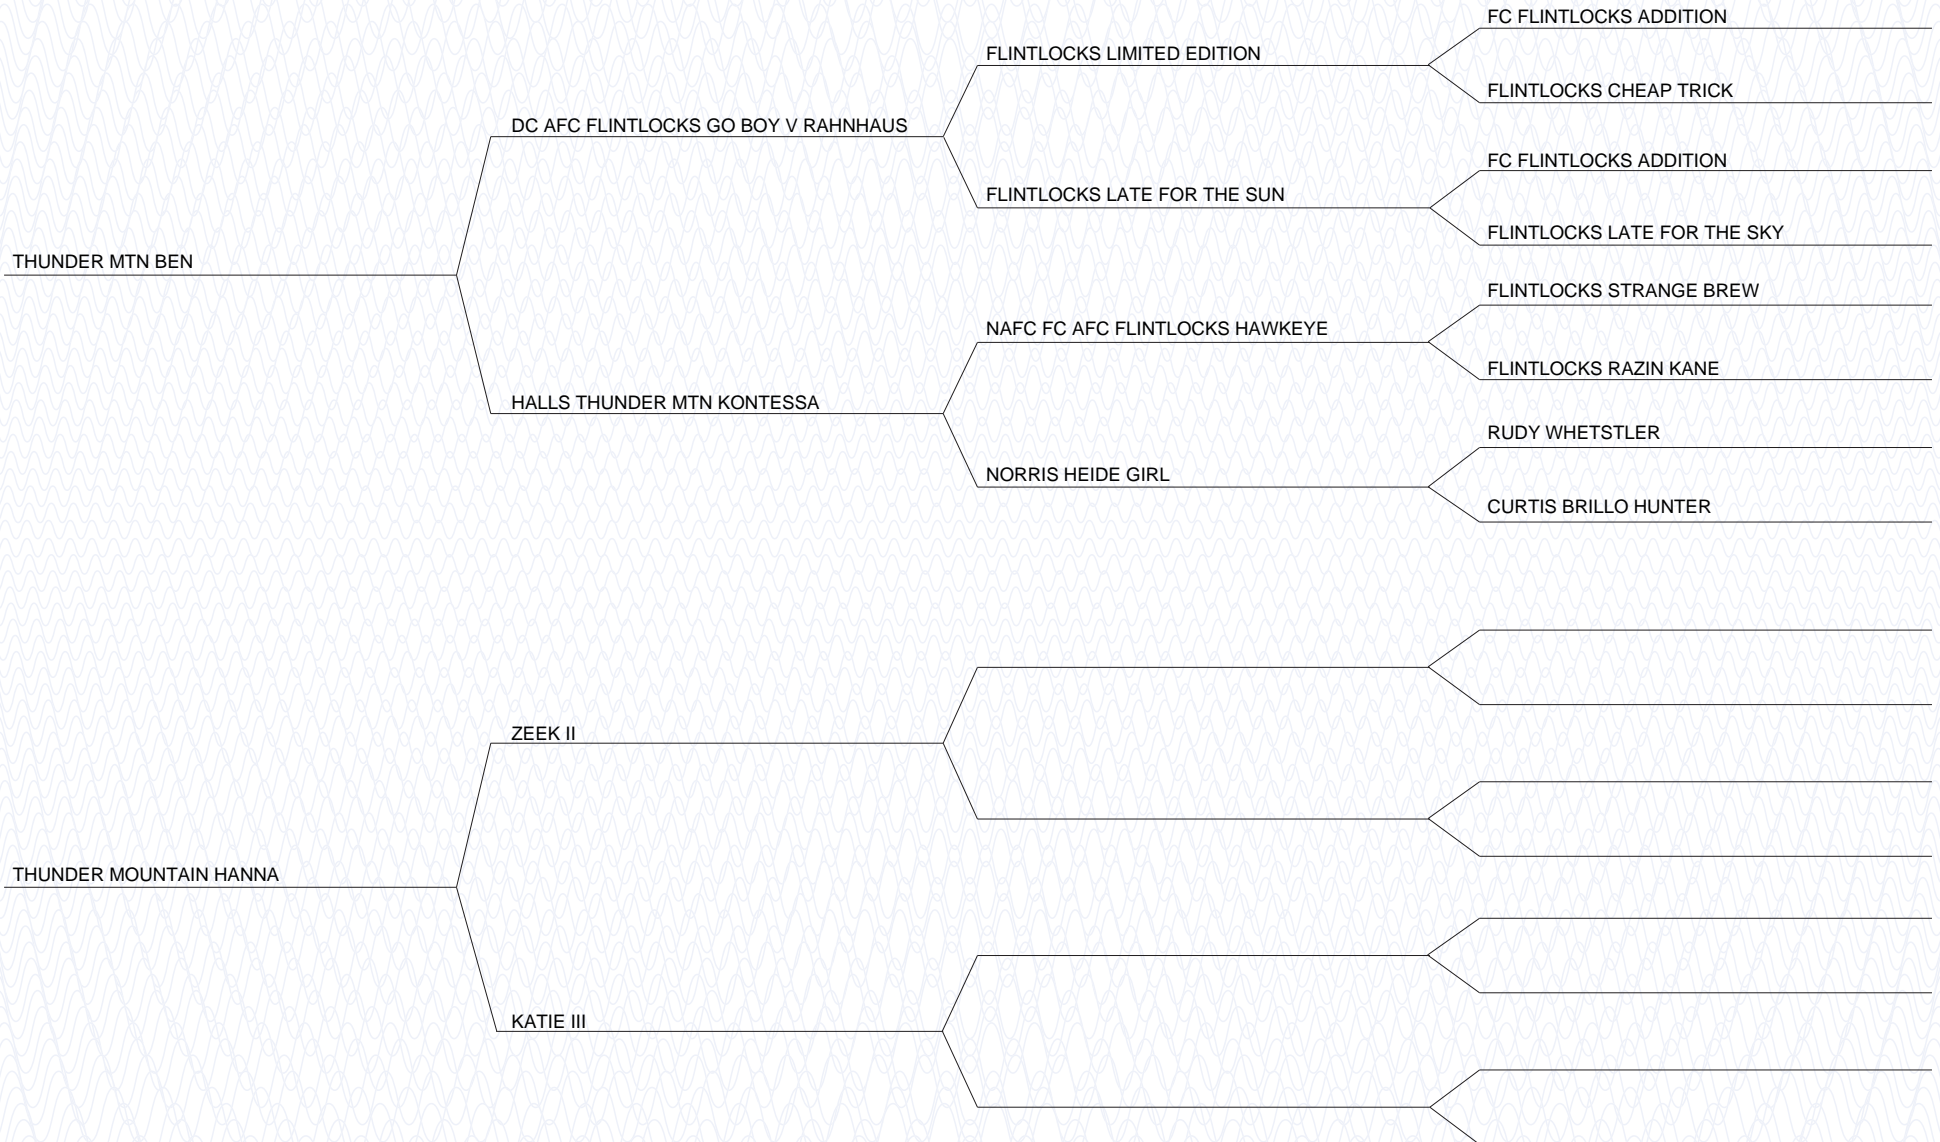 FC FLINTLOCKS ADDITION
FLINTLOCKS LIMITED EDITION
FLINTLOCKS CHEAP TRICK
DC AFC FLINTLOCKS GO BOY V RAHNHAUS
FC FLINTLOCKS ADDITION
FLINTLOCKS LATE FOR THE SUN
FLINTLOCKS LATE FOR THE SKY
THUNDER MTN BEN
FLINTLOCKS STRANGE BREW
NAFC FC AFC FLINTLOCKS HAWKEYE
FLINTLOCKS RAZIN KANE
HALLS THUNDER MTN KONTESSA
RUDY WHETSTLER
NORRIS HEIDE GIRL
CURTIS BRILLO HUNTER
ZEEK II
THUNDER MOUNTAIN HANNA
KATIE III